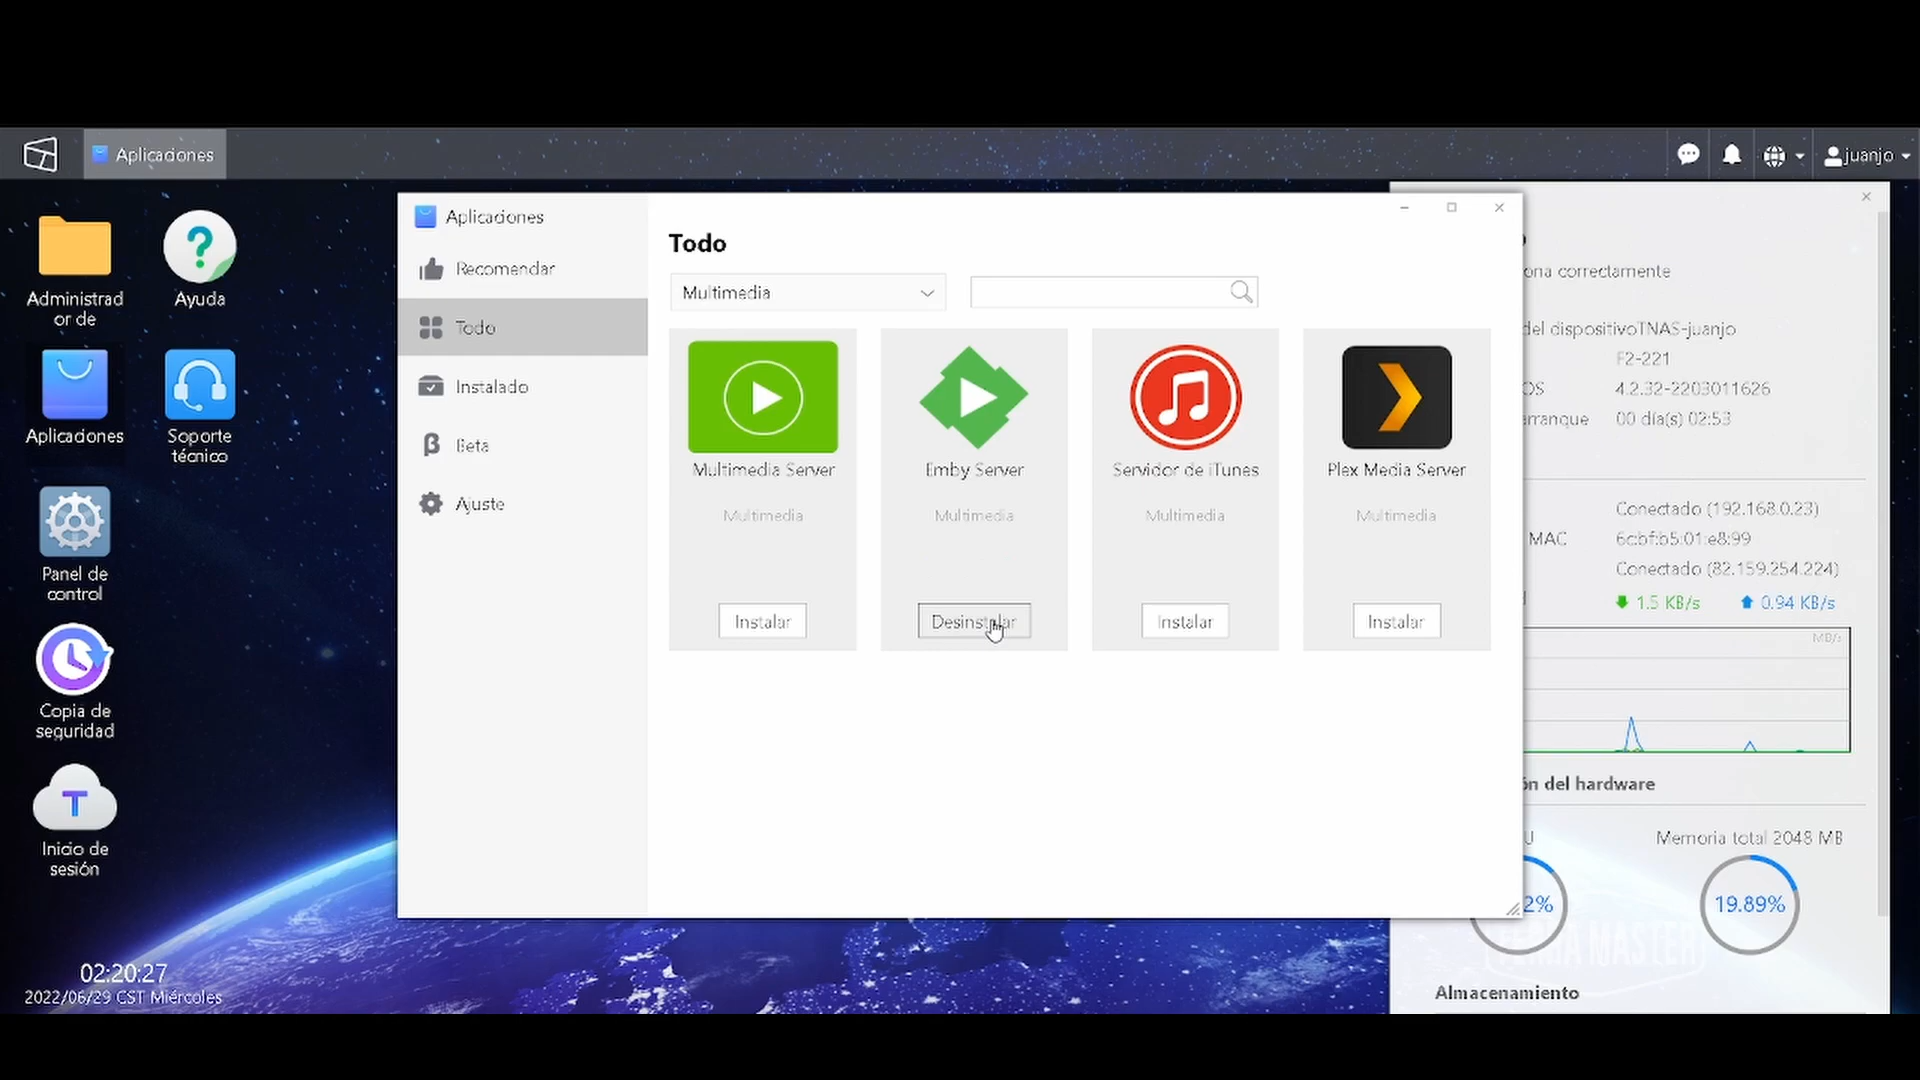 Aplicaciones
juanjo
Administrad
or de
Ayuda
Aplicaciones
Soporte
técnico
Panel de
control
Copia de
seguridad
T
Inicio de
sesión
02:20:27
2022/06/29 CST Miércoles
Aplicaciones
Recomendar
Todo
Instalado
β Beta
Ajuste
Todo
Multimedia
Multimedia Server
Multimedia
Instalar
Emby Server
Multimedia
Desinstalar
Servidor de iTunes
Multimedia
Instalar
Plex Media Server
Multimedia
Instalar
ona correctamente
del dispositivoTNAS-juanjo
F2-221
OS 4.2.32-2203011626
rranque 00 día(s) 02:53
Conectado (192.168.0.23)
MAC 6c:bf:b5:01:e8:99
Conectado (82.159.254.224)
1.5 KB/s 0.94 KB/s
MB/s
ón del hardware
U Memoria total 2048 MB
2% 19.89%
TERRA MASTER
Almacenamiento